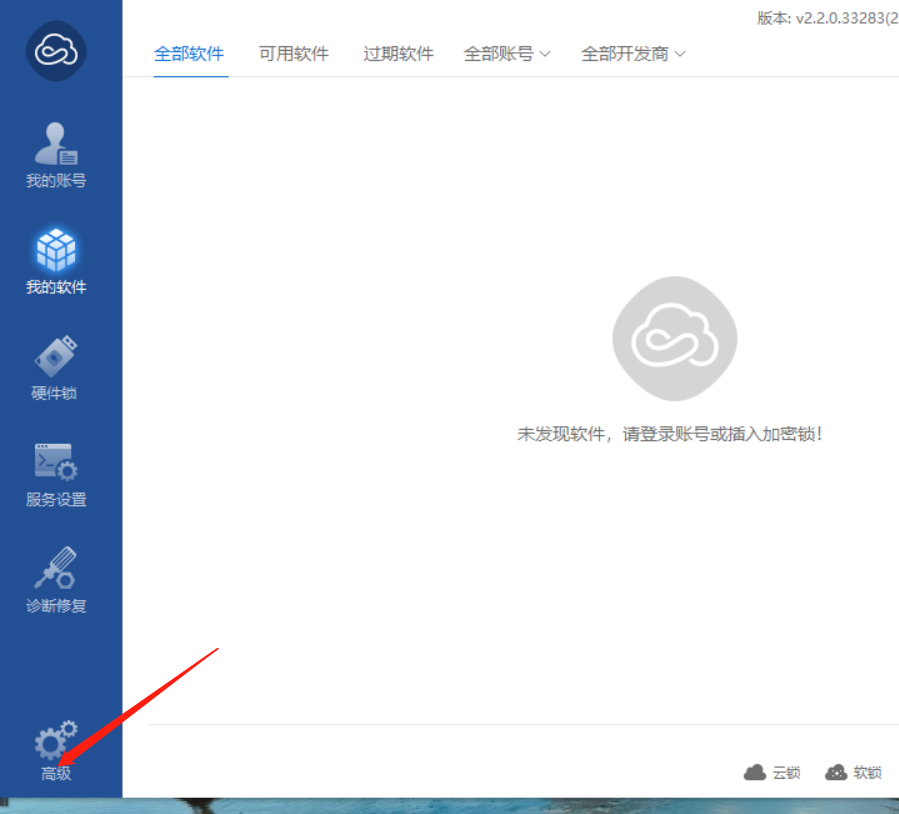 版本: v2.2.0.33283(2
全部软件 可用软件 过期软件 全部账号 全部开发商
我的账号
我的软件
硬件锁
服务设置
诊断修复
高级
未发现软件，请登录账号或插入加密锁!
云锁 软锁